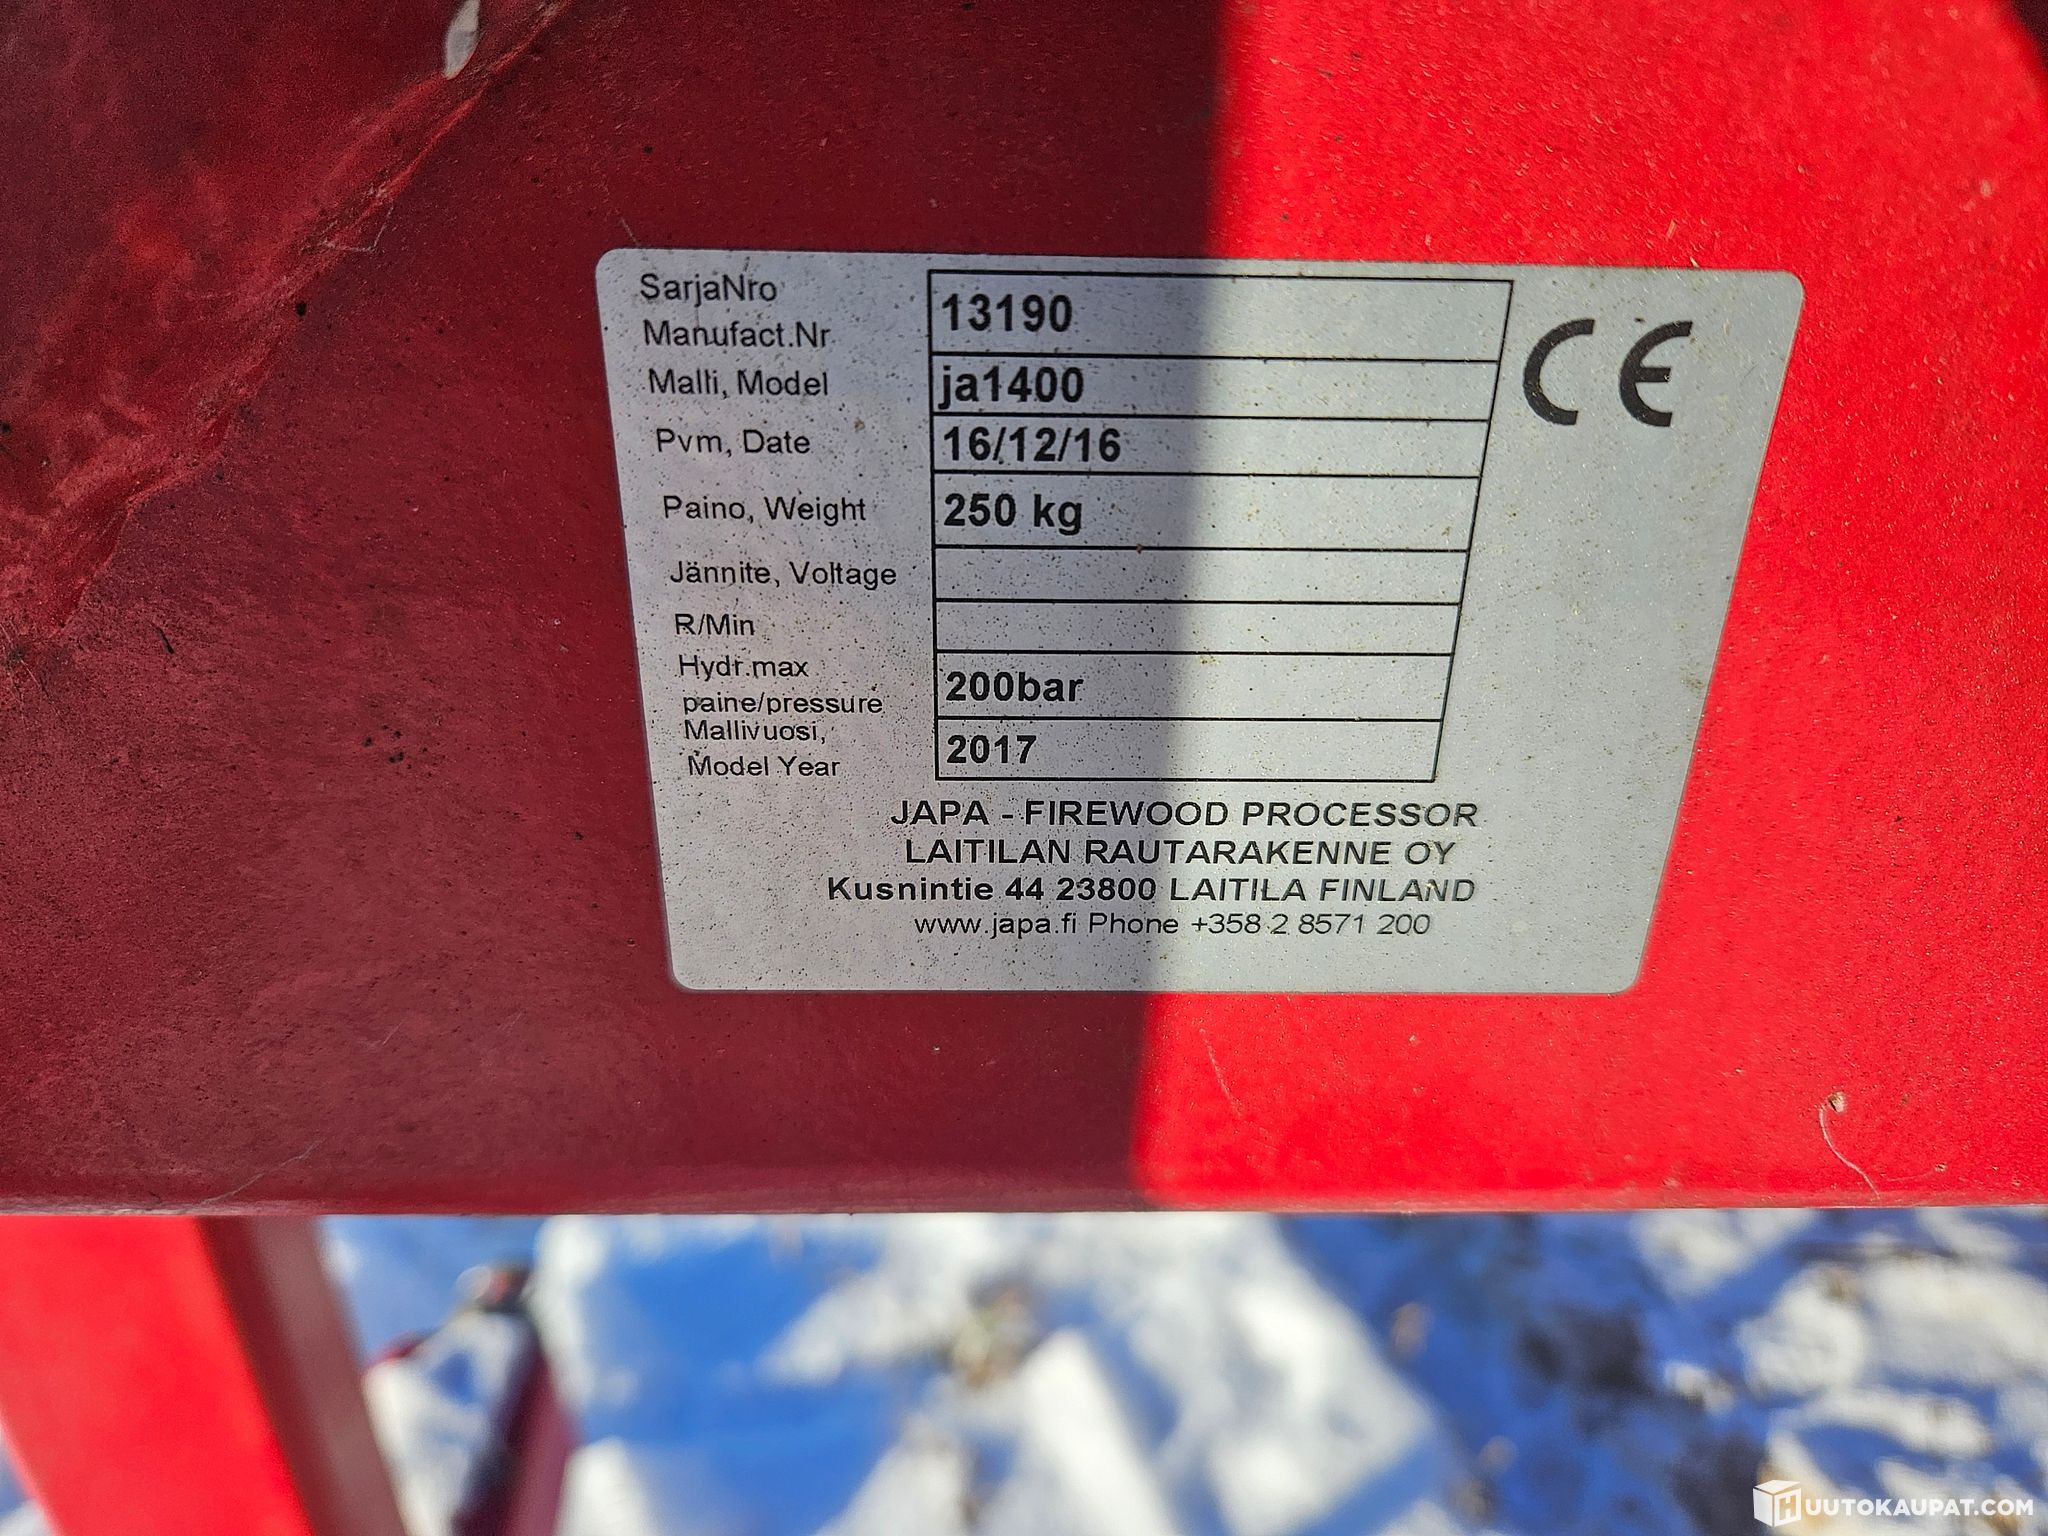 SarjaNro
Manufact.Nr
13190
CE
Malli, Model
ja1400
Pvm, Date
16/12/16
Paino, Weight
250 kg
Jännite, Voltage
R/Min
Hydr.max
paine/pressure
200bar
Mallivuosi,
Model Year
2017
JAPA - FIREWOOD PROCESSOR
LAITILAN RAUTARAKENNE OY
Kusnintie 44 23800 LAITILA FINLAND
www.japa.fi Phone +358 2 8571 200
HUUTOKAUPAT.COM